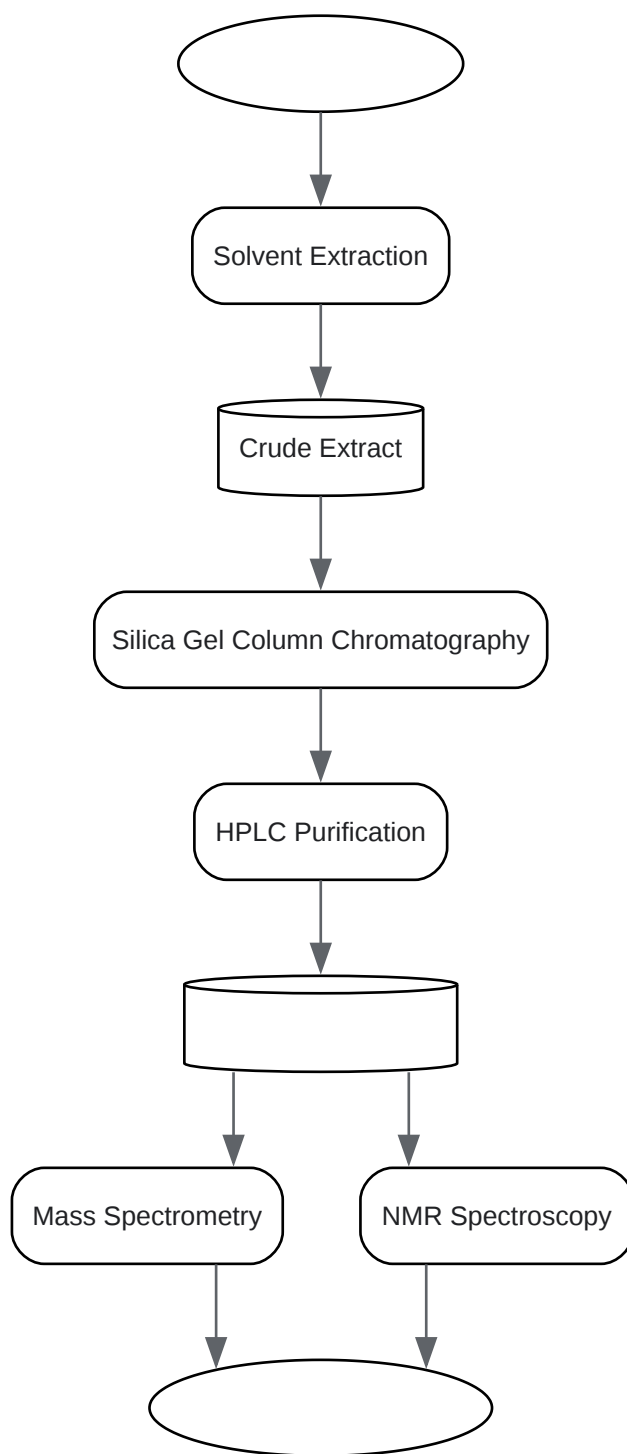 Solvent Extraction
Crude Extract
Silica Gel Column Chromatography
HPLC Purification
Mass Spectrometry
NMR Spectroscopy